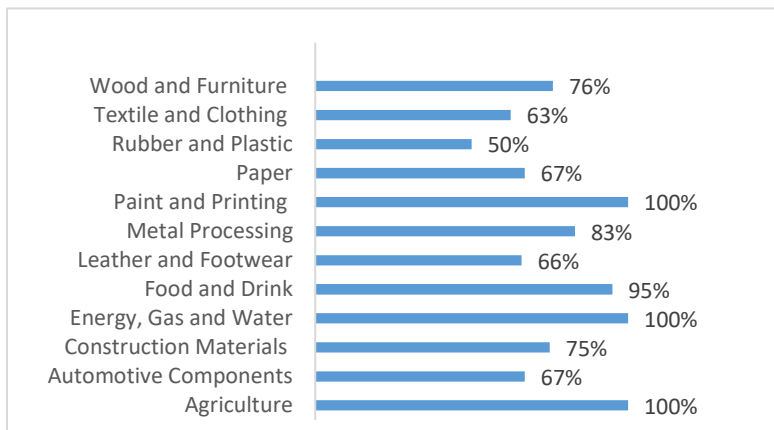 Wood and Furniture 76%
Textile and Clothing 63%
Rubber and Plastic 50%
Paper 67%
Paint and Printing 100%
Metal Processing 83%
Leather and Footwear 66%
Food and Drink 95%
Energy, Gas and Water 100%
Construction Materials 75%
Automotive Components 67%
Agriculture 100%